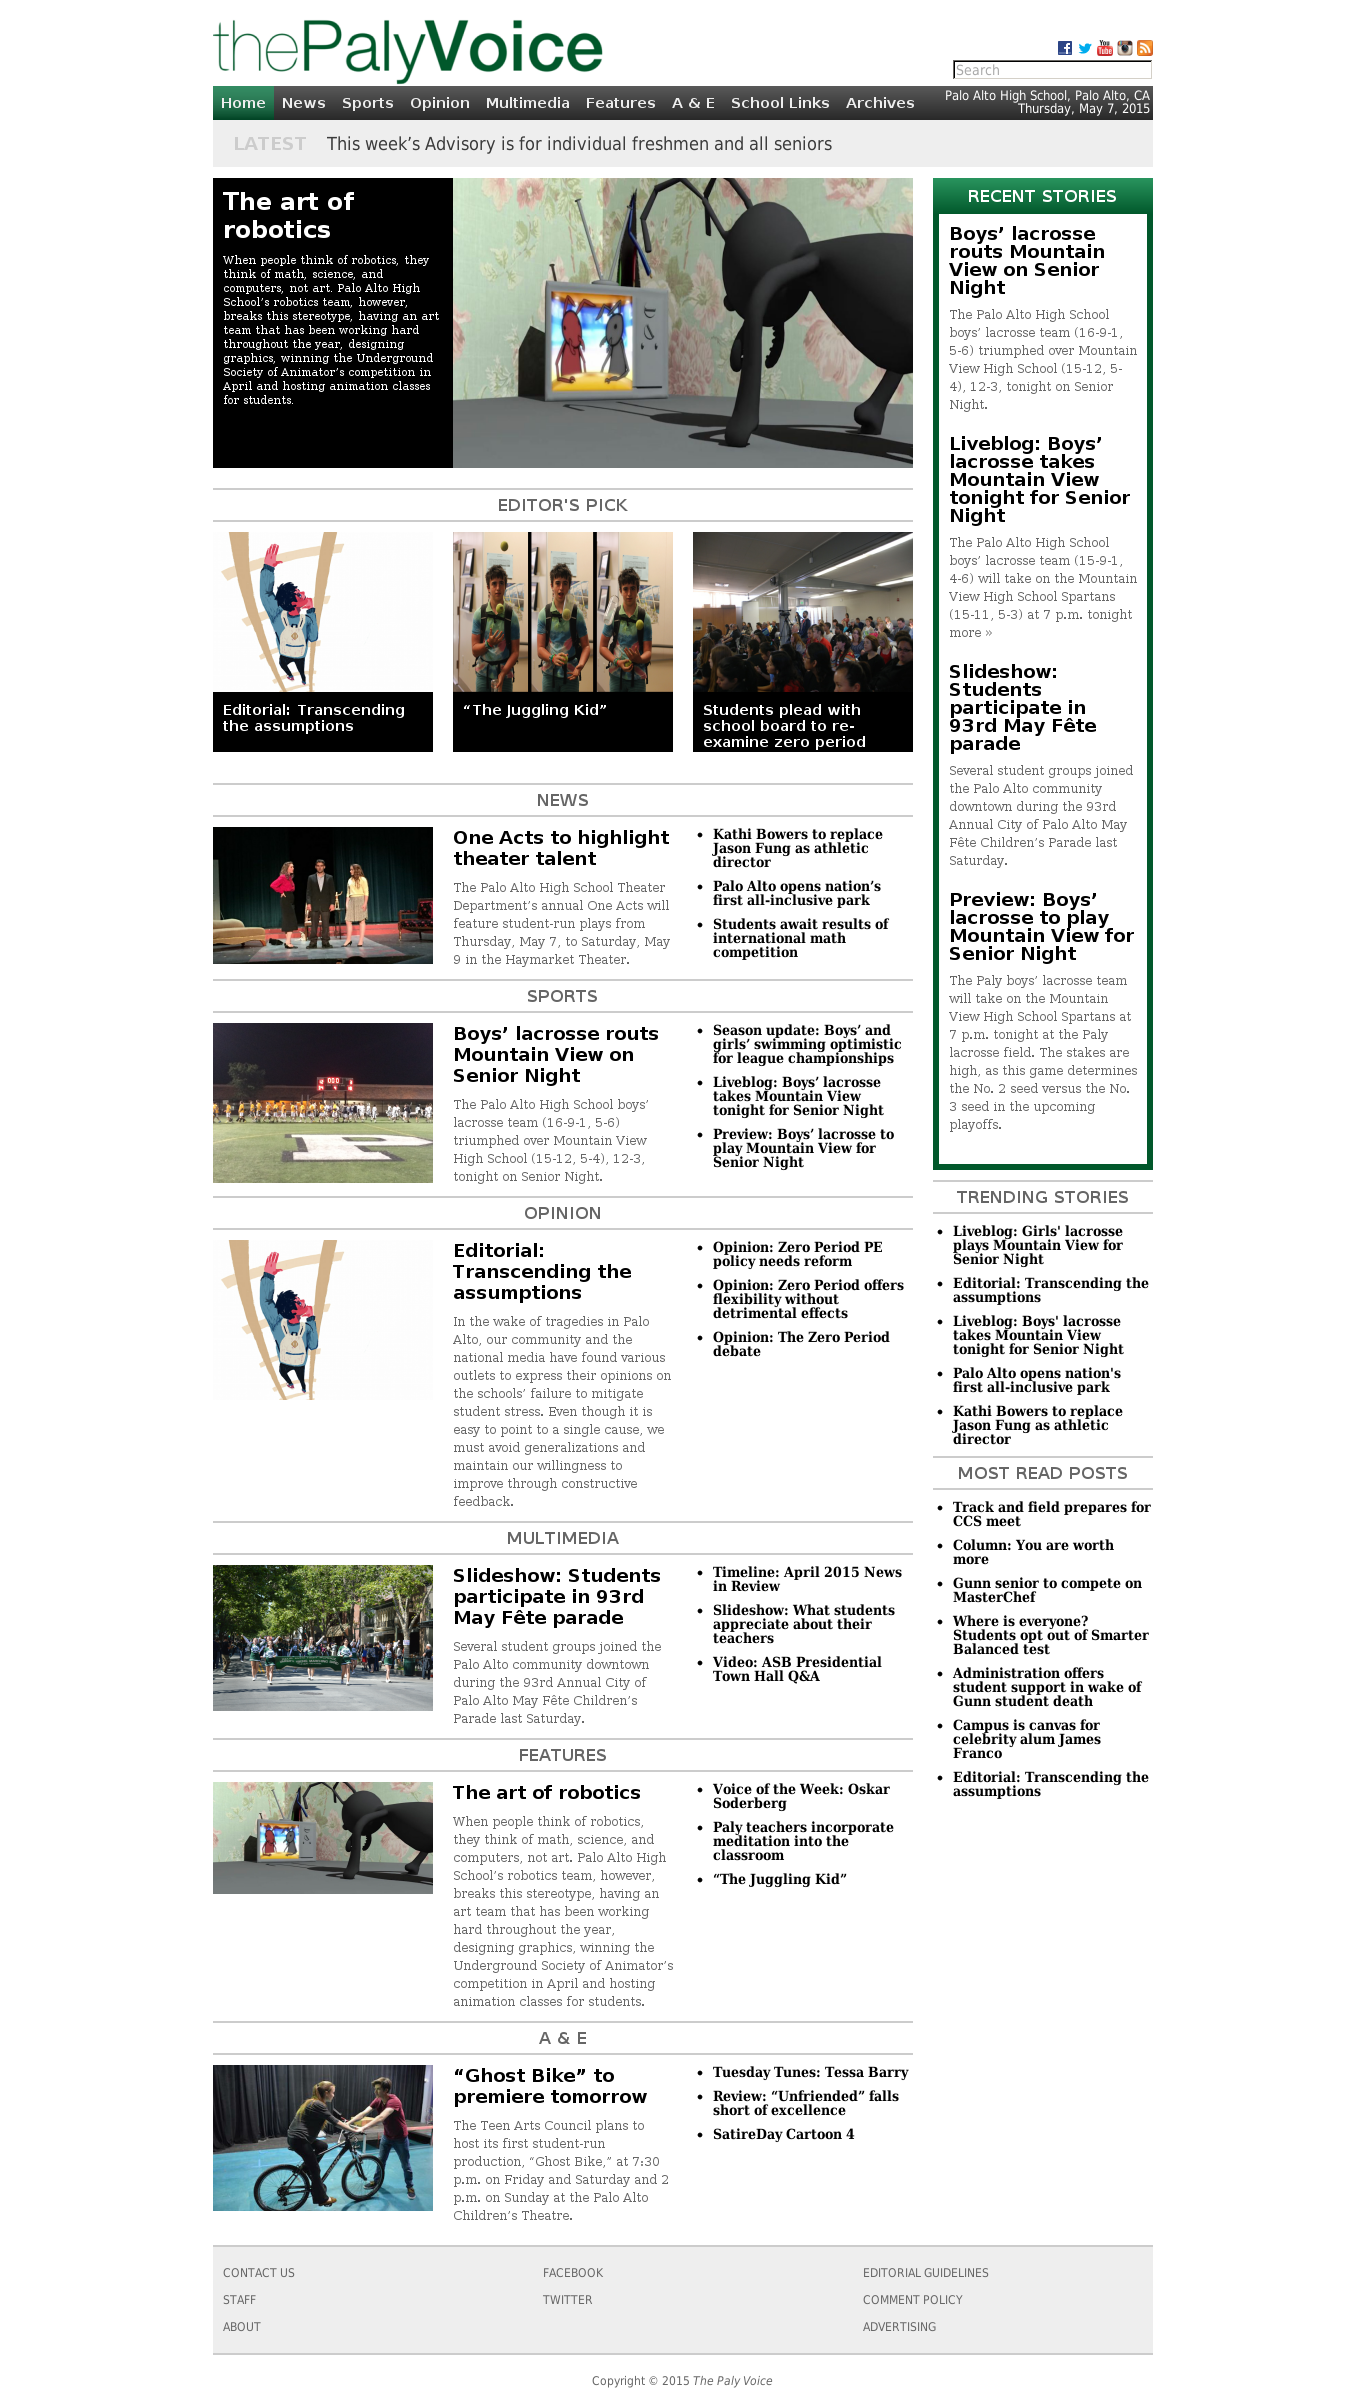 thePalyVoice
Search
Home News Sports Opinion Multimedia Features A & E School Links Archives
Palo Alto High School, Palo Alto, CA
Thursday, May 7, 2015
LATEST This week’s Advisory is for individual freshmen and all seniors
The art of
robotics
When people think of robotics, they
think of math, science, and
computers, not art. Palo Alto High
School’s robotics team, however,
breaks this stereotype, having an art
team that has been working hard
throughout the year, designing
graphics, winning the Underground
Society of Animator’s competition in
April and hosting animation classes
for students.
EDITOR'S PICK
Editorial: Transcending
the assumptions
“The Juggling Kid”
Students plead with
school board to re-
examine zero period
NEWS
One Acts to highlight
theater talent
The Palo Alto High School Theater
Department’s annual One Acts will
feature student-run plays from
Thursday, May 7, to Saturday, May
9 in the Haymarket Theater.
• Kathi Bowers to replace
Jason Fung as athletic
director
• Palo Alto opens nation’s
first all-inclusive park
• Students await results of
international math
competition
SPORTS
Boys’ lacrosse routs
Mountain View on
Senior Night
The Palo Alto High School boys’
lacrosse team (16-9-1, 5-6)
triumphed over Mountain View
High School (15-12, 5-4), 12-3,
tonight on Senior Night.
• Season update: Boys’ and
girls’ swimming optimistic
for league championships
• Liveblog: Boys’ lacrosse
takes Mountain View
tonight for Senior Night
• Preview: Boys’ lacrosse to
play Mountain View for
Senior Night
OPINION
Editorial:
Transcending the
assumptions
In the wake of tragedies in Palo
Alto, our community and the
national media have found various
outlets to express their opinions on
the schools’ failure to mitigate
student stress. Even though it is
easy to point to a single cause, we
must avoid generalizations and
maintain our willingness to
improve through constructive
feedback.
• Opinion: Zero Period PE
policy needs reform
• Opinion: Zero Period offers
flexibility without
detrimental effects
• Opinion: The Zero Period
debate
MULTIMEDIA
Slideshow: Students
participate in 93rd
May Fête parade
Several student groups joined the
Palo Alto community downtown
during the 93rd Annual City of
Palo Alto May Fête Children’s
Parade last Saturday.
• Timeline: April 2015 News
in Review
• Slideshow: What students
appreciate about their
teachers
• Video: ASB Presidential
Town Hall Q&A
FEATURES
The art of robotics
When people think of robotics,
they think of math, science, and
computers, not art. Palo Alto High
School’s robotics team, however,
breaks this stereotype, having an
art team that has been working
hard throughout the year,
designing graphics, winning the
Underground Society of Animator’s
competition in April and hosting
animation classes for students.
• Voice of the Week: Oskar
Soderberg
• Paly teachers incorporate
meditation into the
classroom
• “The Juggling Kid”
A & E
“Ghost Bike” to
premiere tomorrow
The Teen Arts Council plans to
host its first student-run
production, “Ghost Bike,” at 7:30
p.m. on Friday and Saturday and 2
p.m. on Sunday at the Palo Alto
Children’s Theatre.
• Tuesday Tunes: Tessa Barry
• Review: “Unfriended” falls
short of excellence
• SatireDay Cartoon 4
RECENT STORIES
Boys’ lacrosse
routs Mountain
View on Senior
Night
The Palo Alto High School
boys’ lacrosse team (16-9-1,
5-6) triumphed over Mountain
View High School (15-12, 5-
4), 12-3, tonight on Senior
Night.
Liveblog: Boys’
lacrosse takes
Mountain View
tonight for Senior
Night
The Palo Alto High School
boys’ lacrosse team (15-9-1,
4-6) will take on the Mountain
View High School Spartans
(15-11, 5-3) at 7 p.m. tonight
more »
Slideshow:
Students
participate in
93rd May Fête
parade
Several student groups joined
the Palo Alto community
downtown during the 93rd
Annual City of Palo Alto May
Fête Children’s Parade last
Saturday.
Preview: Boys’
lacrosse to play
Mountain View for
Senior Night
The Paly boys’ lacrosse team
will take on the Mountain
View High School Spartans at
7 p.m. tonight at the Paly
lacrosse field. The stakes are
high, as this game determines
the No. 2 seed versus the No.
3 seed in the upcoming
playoffs.
TRENDING STORIES
• Liveblog: Girls' lacrosse
plays Mountain View for
Senior Night
• Editorial: Transcending the
assumptions
• Liveblog: Boys' lacrosse
takes Mountain View
tonight for Senior Night
• Palo Alto opens nation's
first all-inclusive park
• Kathi Bowers to replace
Jason Fung as athletic
director
MOST READ POSTS
• Track and field prepares for
CCS meet
• Column: You are worth
more
• Gunn senior to compete on
MasterChef
• Where is everyone?
Students opt out of Smarter
Balanced test
• Administration offers
student support in wake of
Gunn student death
• Campus is canvas for
celebrity alum James
Franco
• Editorial: Transcending the
assumptions
CONTACT US
STAFF
ABOUT
FACEBOOK
TWITTER
EDITORIAL GUIDELINES
COMMENT POLICY
ADVERTISING
Copyright © 2015 The Paly Voice